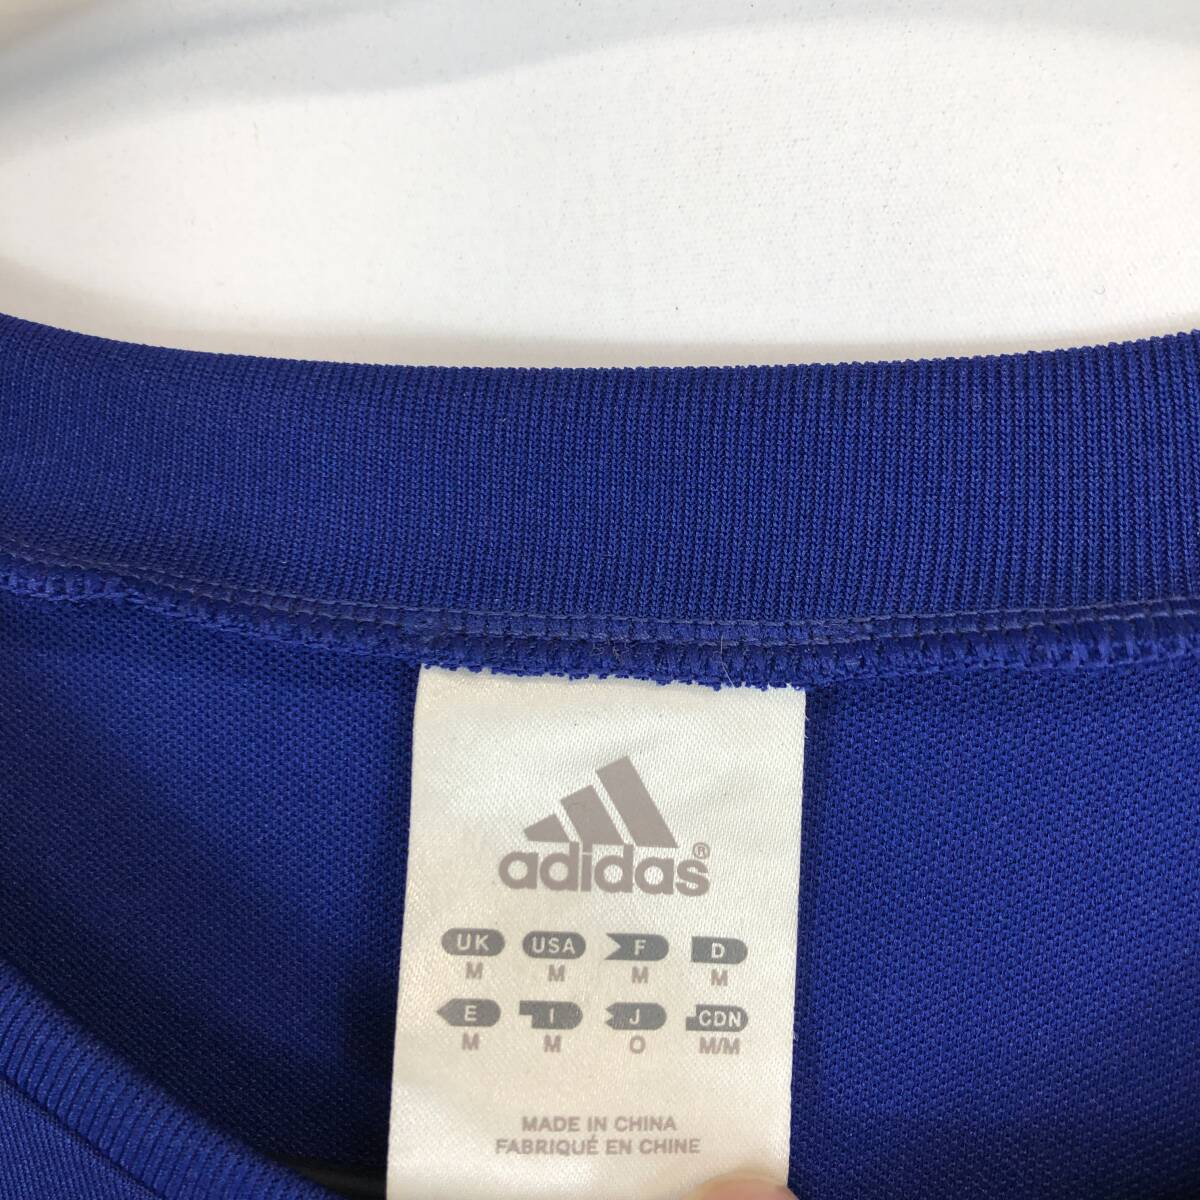 adidas®
UK USA F D
M M M M
E I J CDN
M M O M/M
MADE IN CHINA
FABRIQUÉ EN CHINE